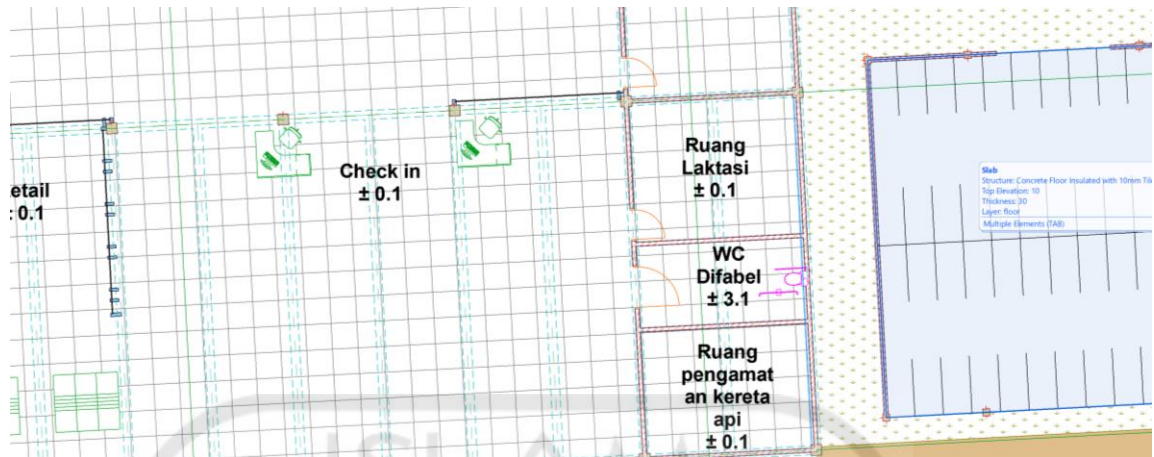 etail
± 0.1
Check in
± 0.1
Ruang
Laktasi
± 0.1
WC
Difabel
± 3.1
Ruang
pengamat
an kereta
api
± 0.1
Slab
Structure: Concrete Floor Insulated with 10mm Tile
Top Elevation: 10
Thickness: 30
Layer: floor
Multiple Elements (TAB)